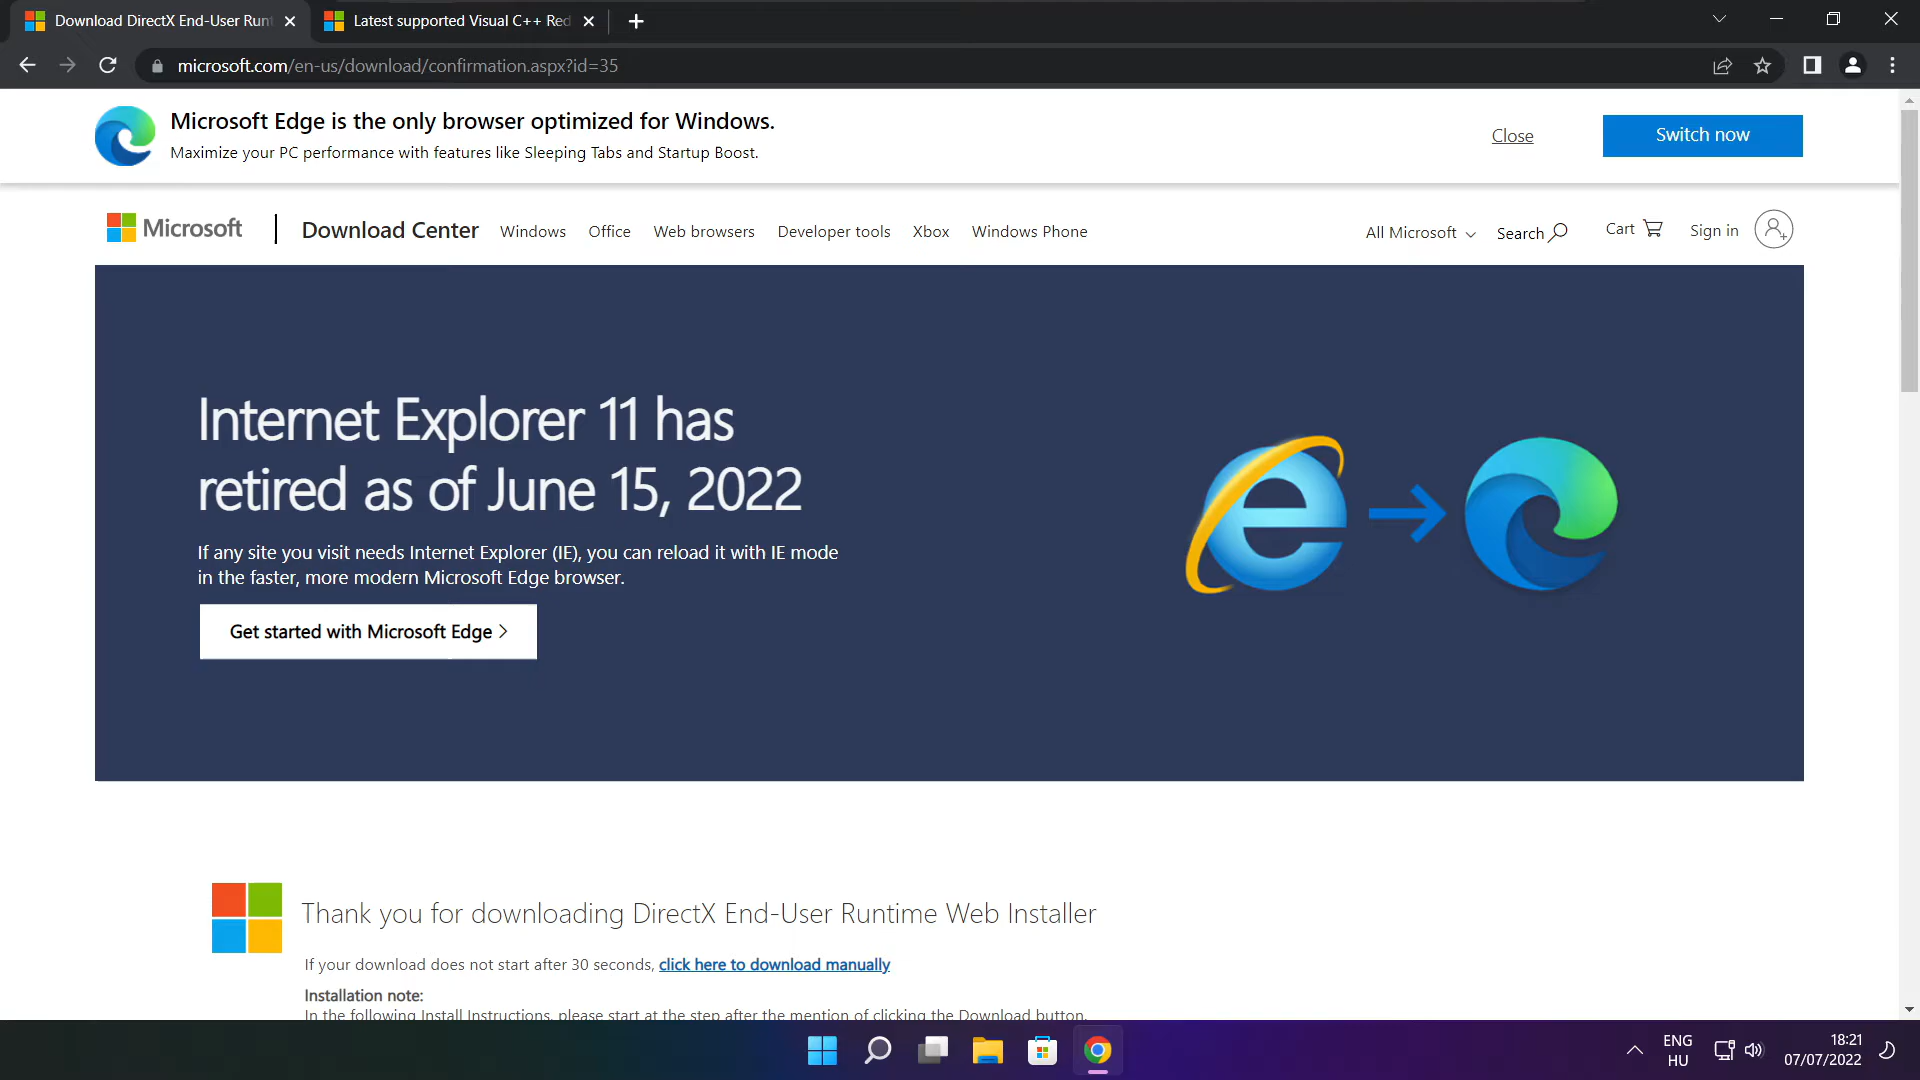 Download DirectX End-User Runt
Latest supported Visual C++ Red
microsoft.com/en-us/download/confirmation.aspx?id=35
Microsoft Edge is the only browser optimized for Windows.
Maximize your PC performance with features like Sleeping Tabs and Startup Boost.
Close
Switch now
Microsoft
Download Center
Windows
Office
Web browsers
Developer tools
Xbox
Windows Phone
All Microsoft
Search
Cart
Sign in
Internet Explorer 11 has
retired as of June 15, 2022
If any site you visit needs Internet Explorer (IE), you can reload it with IE mode
in the faster, more modern Microsoft Edge browser.
Get started with Microsoft Edge >
Thank you for downloading DirectX End-User Runtime Web Installer
If your download does not start after 30 seconds, click here to download manually
Installation note:
In the following Install Instructions, please start at the step after the mention of clicking the Download button.
ENG
HU
18:21
07/07/2022